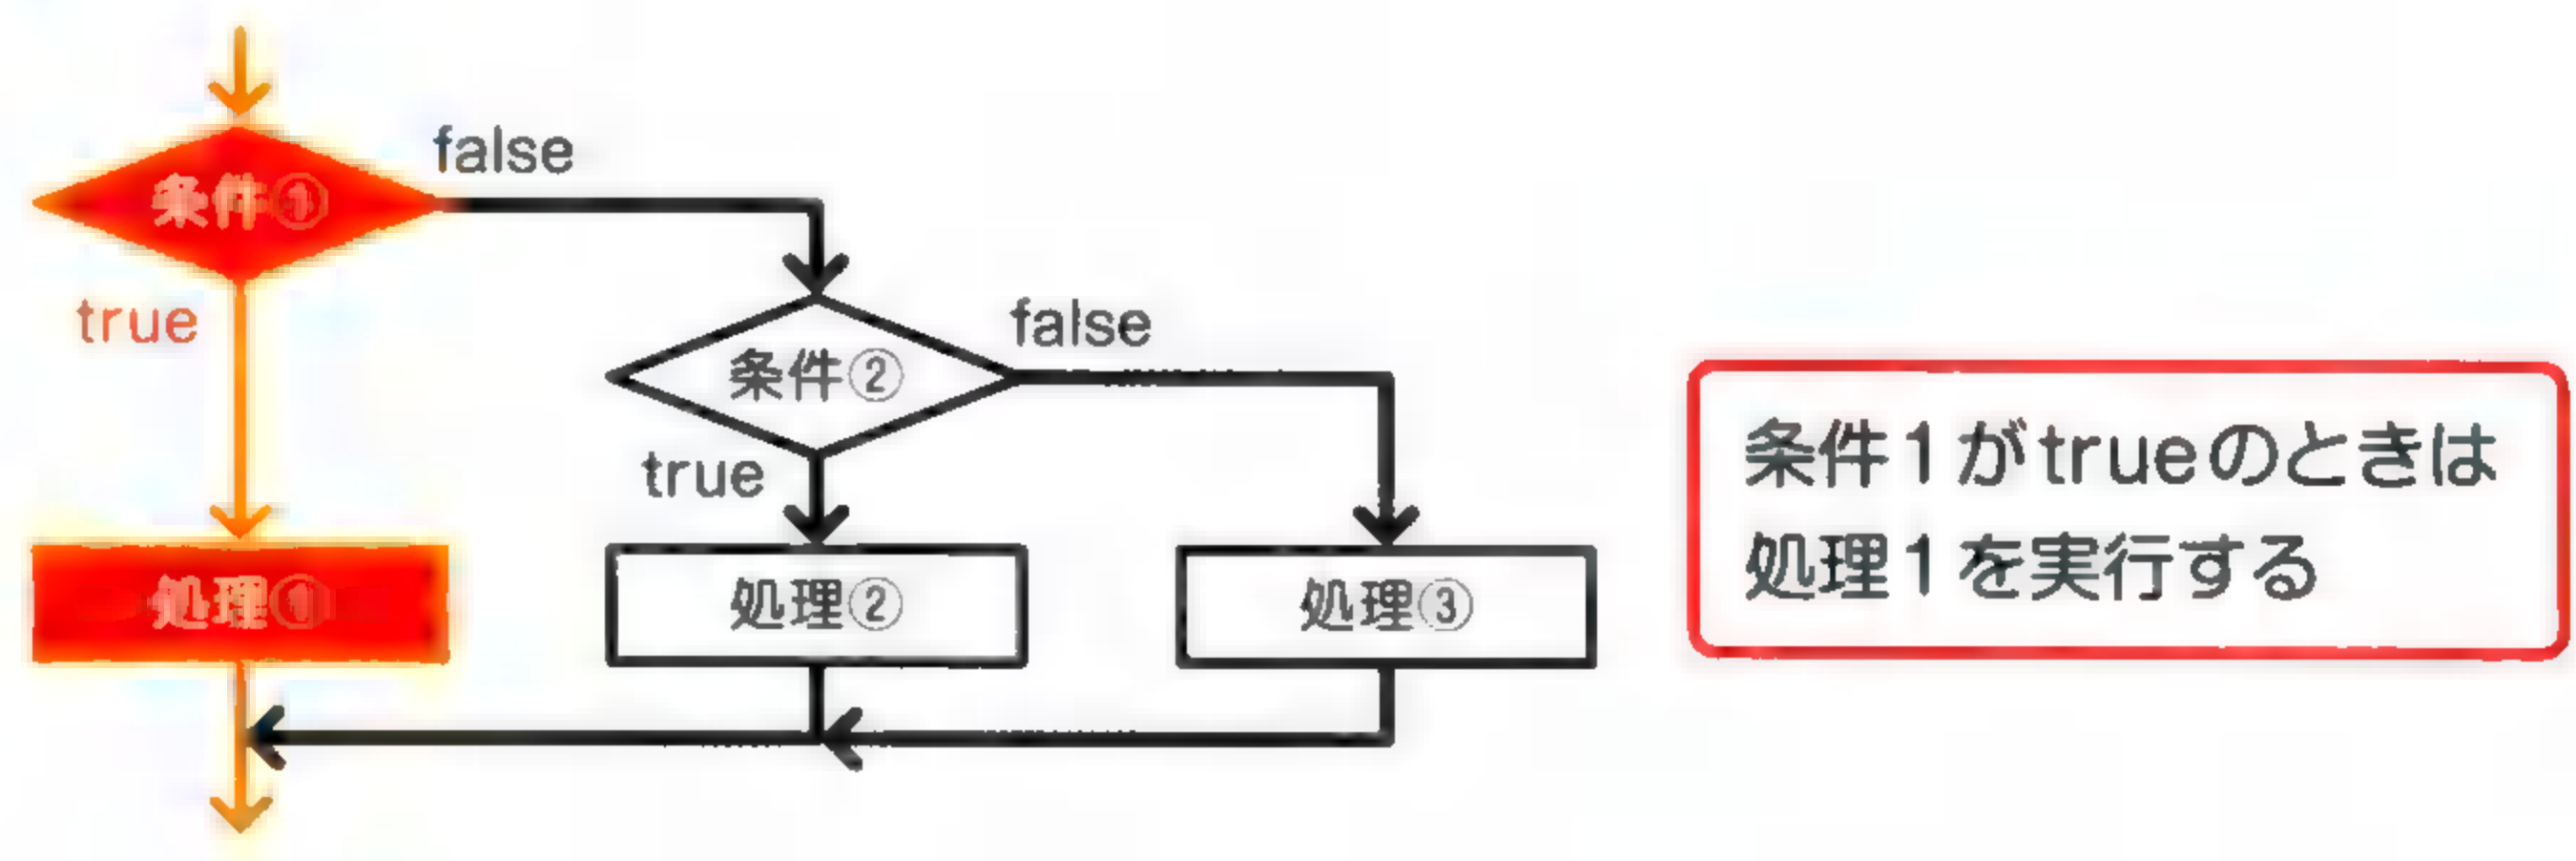 false
条件①
true
false
条件②
true
処理①
処理②
処理③
条件1がtrueのときは
処理1を実行する